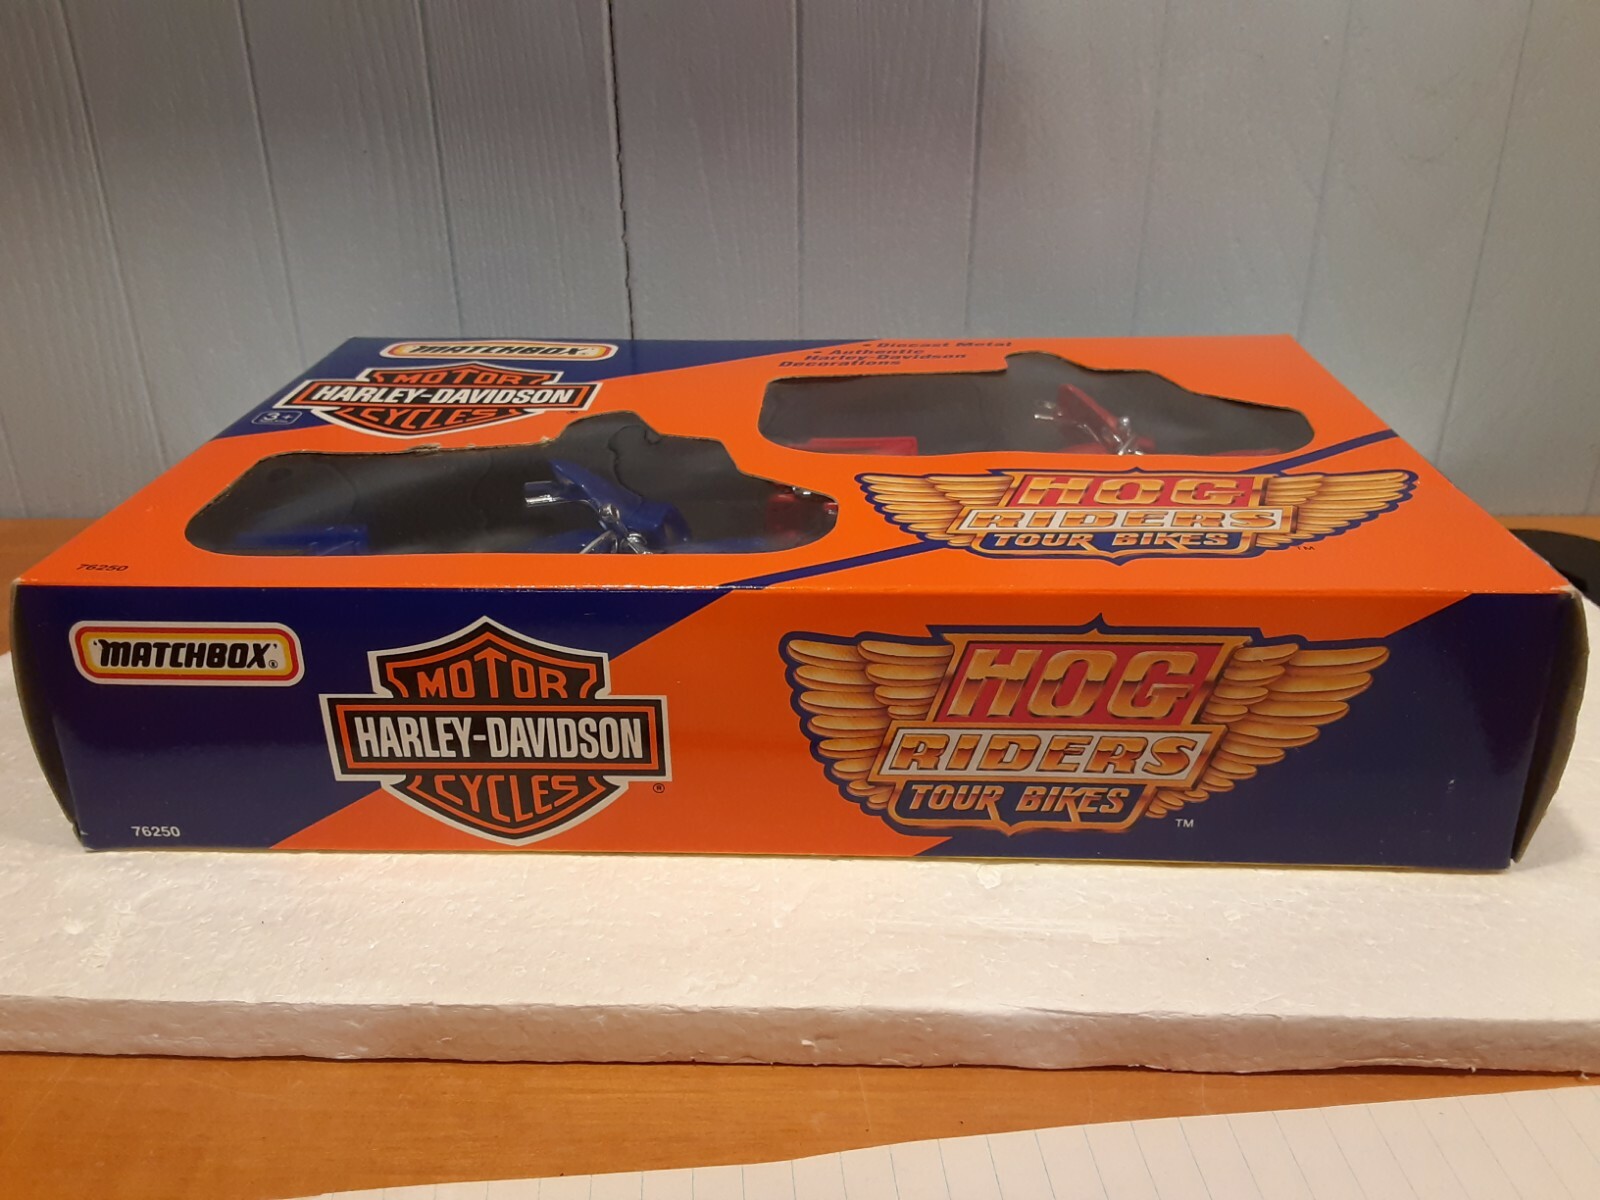 MATCHBOX®
MOTOR
HARLEY-DAVIDSON
CYCLES
3+
• Diecast Metal
• Authentic
Harley-Davidson
Decorations
HOG
RIDERS
TOUR BIKES
TM
76250
"MATCHBOX"®
MOTOR
HARLEY-DAVIDSON
CYCLES
®
HOG
RIDERS
TOUR BIKES
TM
76250